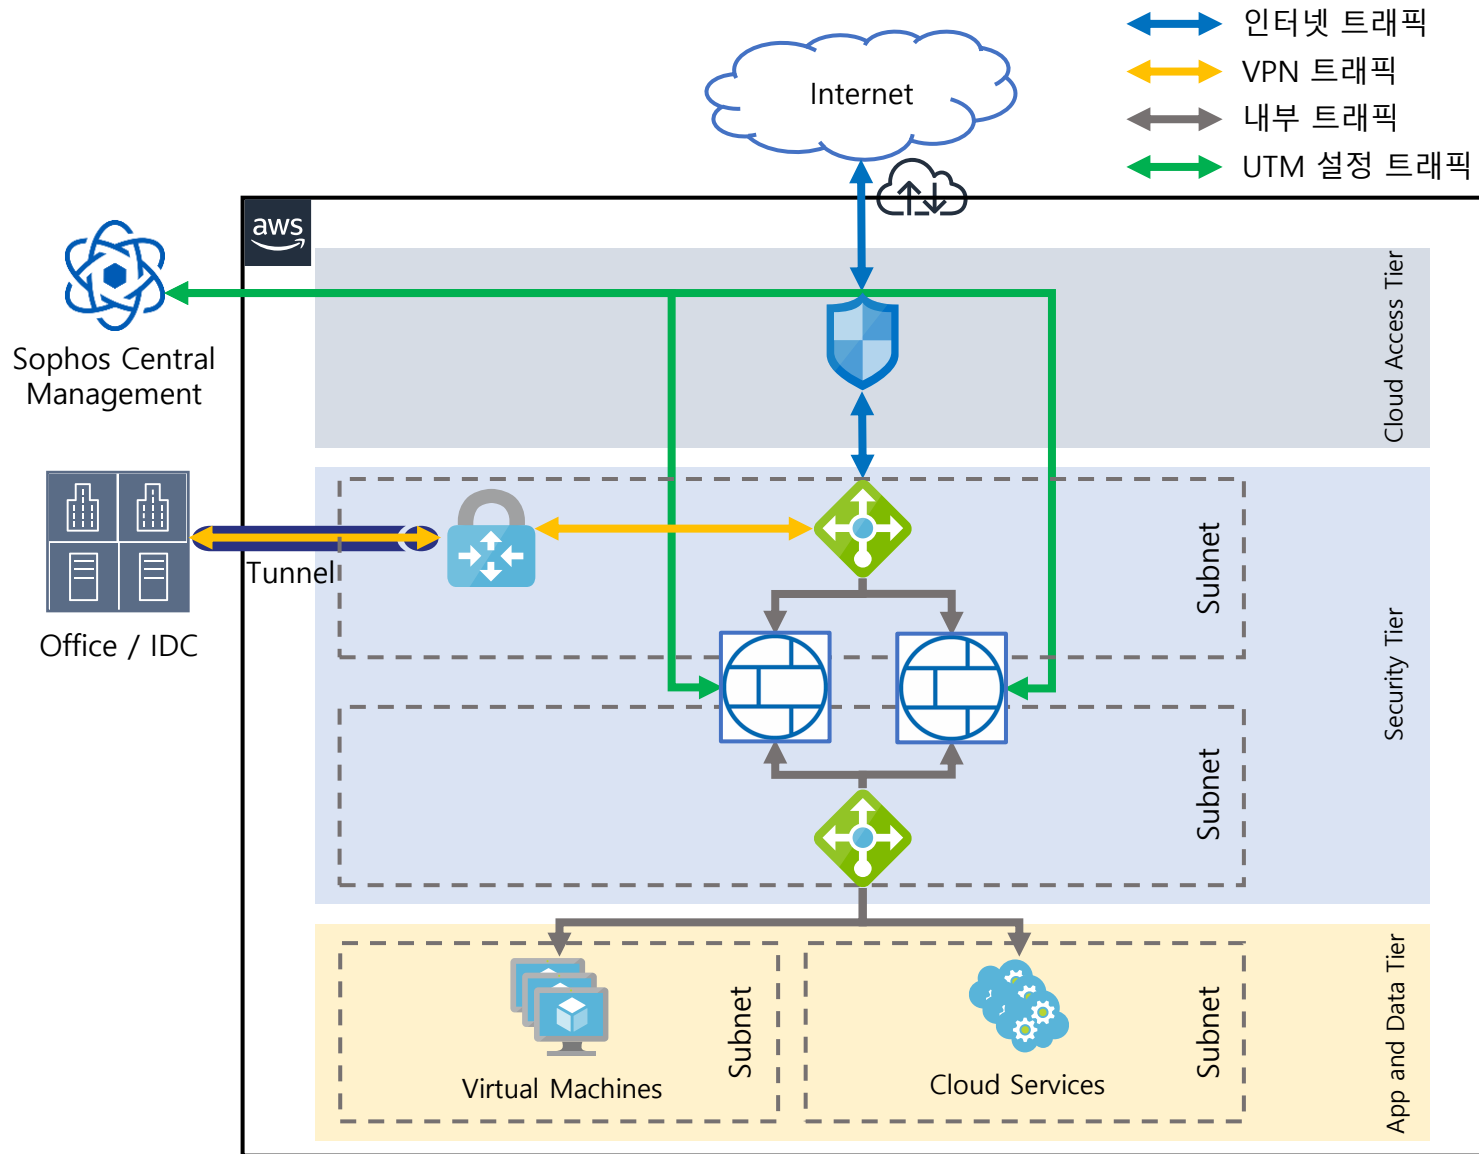 인터넷 트래픽
VPN 트래픽
내부 트래픽
UTM 설정 트래픽
Internet
aws
Cloud Access Tier
Sophos Central
Management
Tunnel
Office / IDC
Subnet
Security Tier
Subnet
Virtual Machines
Subnet
Cloud Services
Subnet
App and Data Tier